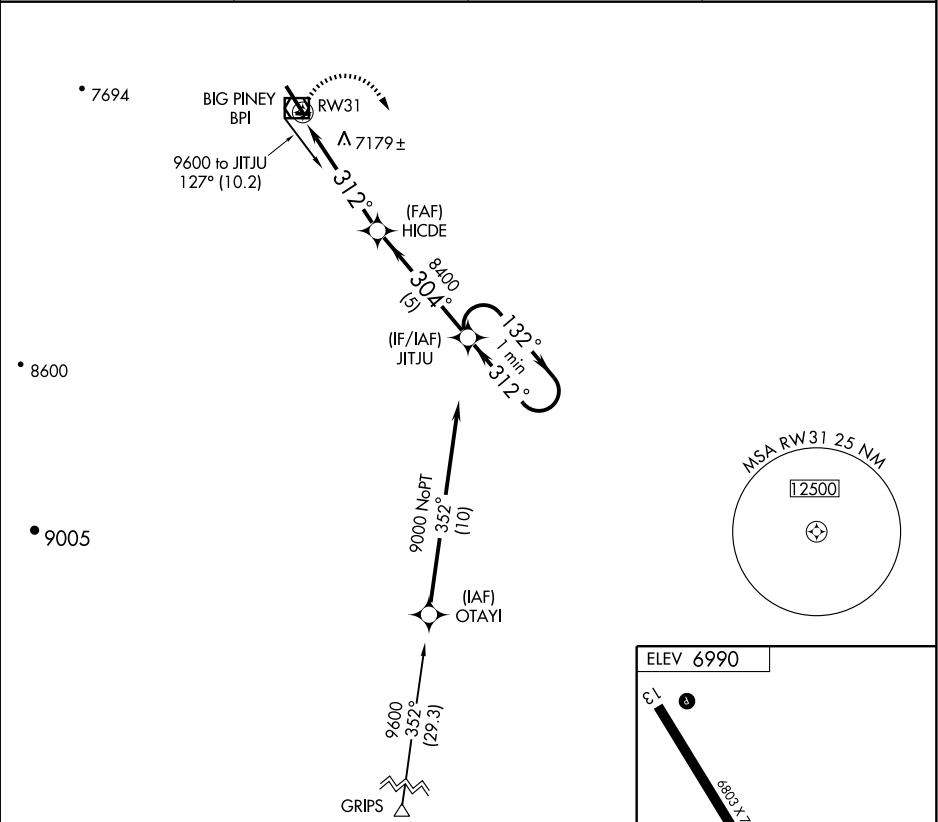 7694
BIG PINEY
BPI
RW31
7179±
9600 to JITJU
127° (10.2)
312°
(FAF)
HICDE
8400
304°
(5)
(IF/IAF)
JITJU
132°
1 min
312°
8600
MSA RW31 25 NM
12500
9005
9000 NoPT
352°
(10)
(IAF)
OTAYI
ELEV 6990
13
P
9600
352°
(29.3)
6803 X 7
GRIPS